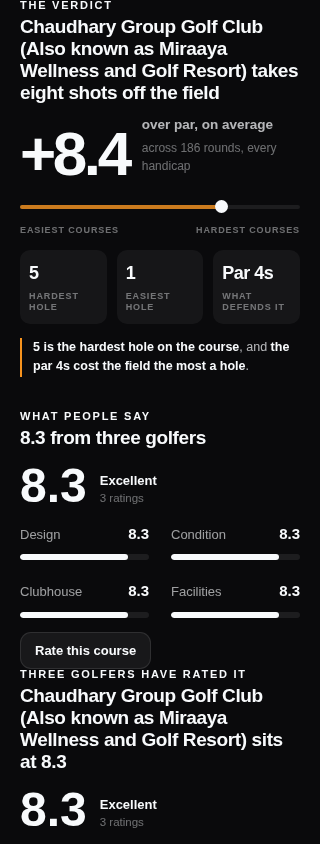 THE VERDICT
Chaudhary Group Golf Club
(Also known as Miraaya
Wellness and Golf Resort) takes
eight shots off the field
+8.4
over par, on average
across 186 rounds, every
handicap
EASIEST COURSES
HARDEST COURSES
5
HARDEST
HOLE
1
EASIEST
HOLE
Par 4s
WHAT
DEFENDS IT
5 is the hardest hole on the course, and the
par 4s cost the field the most a hole.
WHAT PEOPLE SAY
8.3 from three golfers
8.3
Excellent
3 ratings
Design 8.3
Condition 8.3
Clubhouse 8.3
Facilities 8.3
Rate this course
THREE GOLFERS HAVE RATED IT
Chaudhary Group Golf Club
(Also known as Miraaya
Wellness and Golf Resort) sits
at 8.3
8.3
Excellent
3 ratings